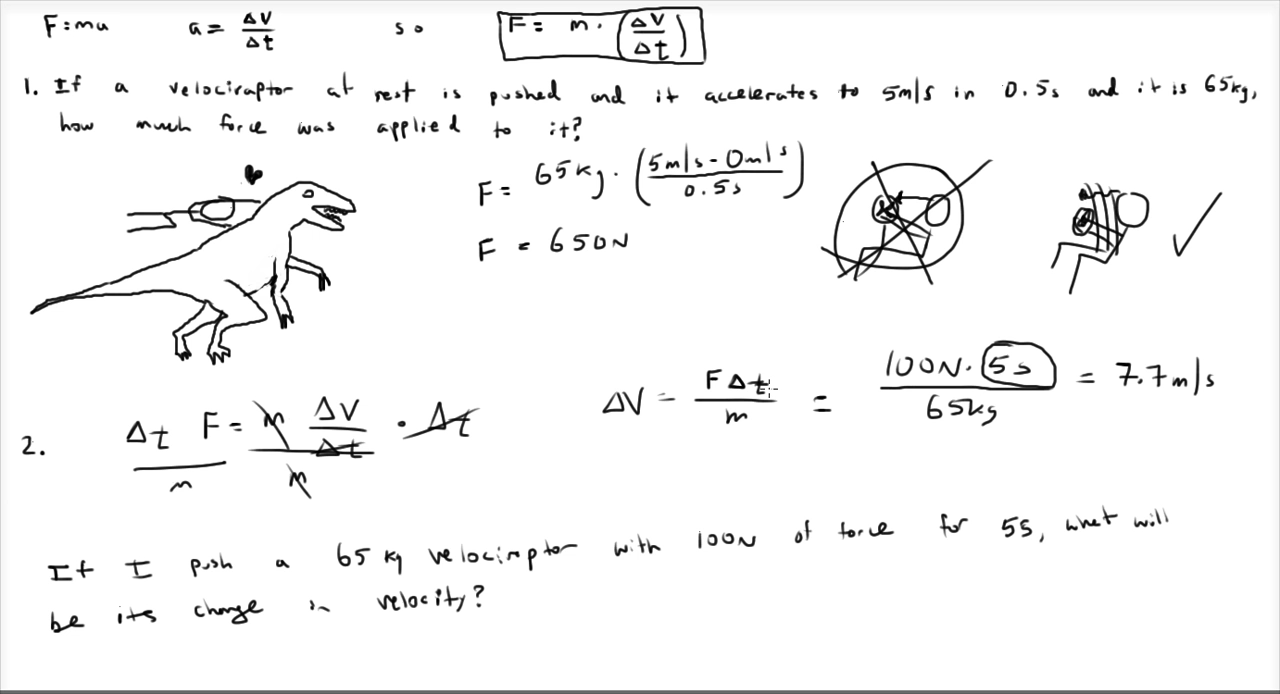 F=ma a = ΔV/Δt so F = m · (ΔV/Δt)
1. If a velociraptor at rest is pushed and it accelerates to 5m/s in 0.5s and it is 65kg,
how much force was applied to it?
F = 65kg · (5m/s - 0m/s / 0.5s)
F = 650N
ΔV = FΔt/m = 100N · 5s / 65kg = 7.7m/s
2. Δt F / m = m ΔV/Δt / m · Δt
If I push a 65 kg velociraptor with 100N of force for 5s, what will
be its change in velocity?